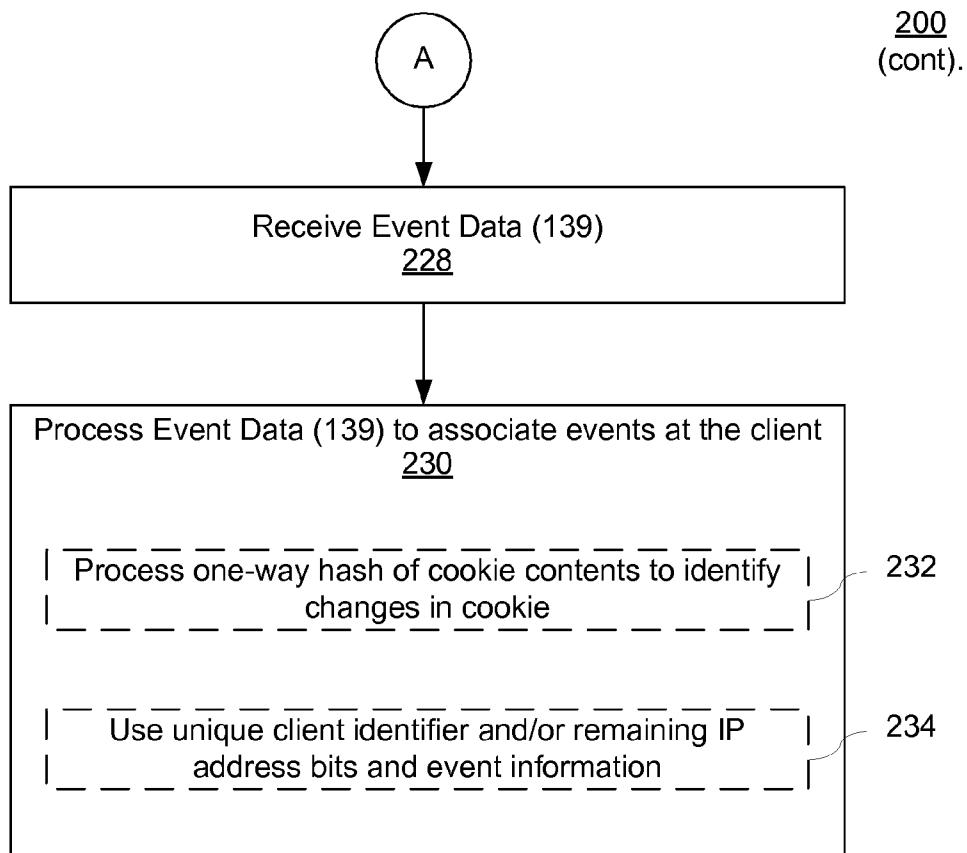 200
(cont).
A
Receive Event Data (139)
228
Process Event Data (139) to associate events at the client
230
Process one-way hash of cookie contents to identify
changes in cookie
232
Use unique client identifier and/or remaining IP
address bits and event information
234